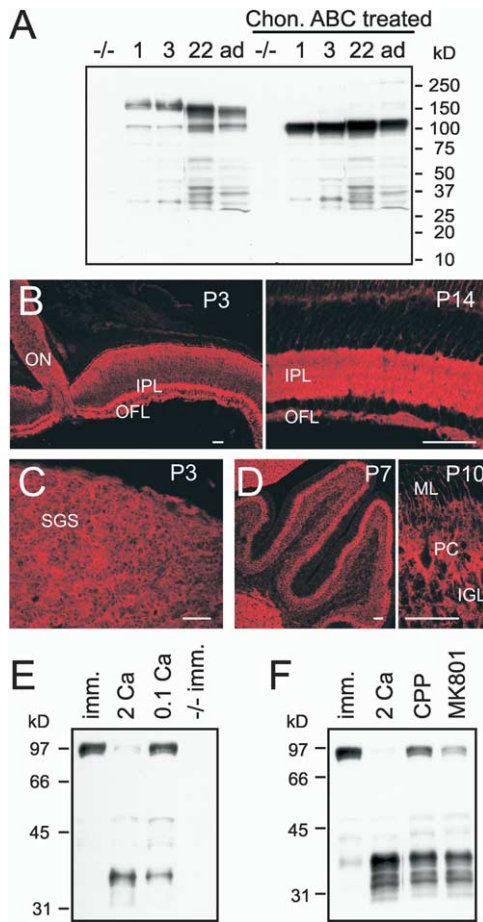 A
Chon. ABC treated
-/- 1 3 22 ad -/- 1 3 22 ad kD
250
150
100
75
50
37
25
20
15
10
B
P3
ON
IPL
OFL
P14
IPL
OFL
C
P3
SGS
D
P7
P10
ML
PC
IGL
E
kD
imm.
2 Ca
0.1 Ca
-/- imm.
97
66
45
31
F
kD
imm.
2 Ca
CPP
MK801
97
66
45
31